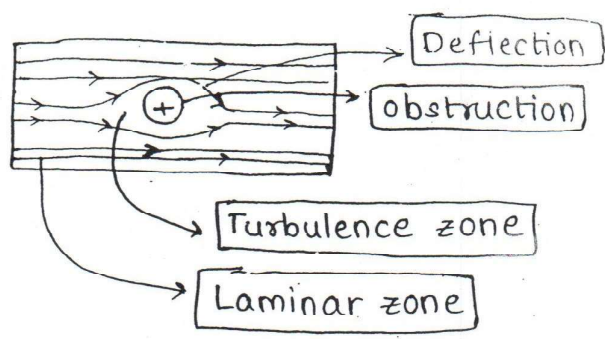 Deflection
obstruction
+
Turbulence zone
Laminar zone